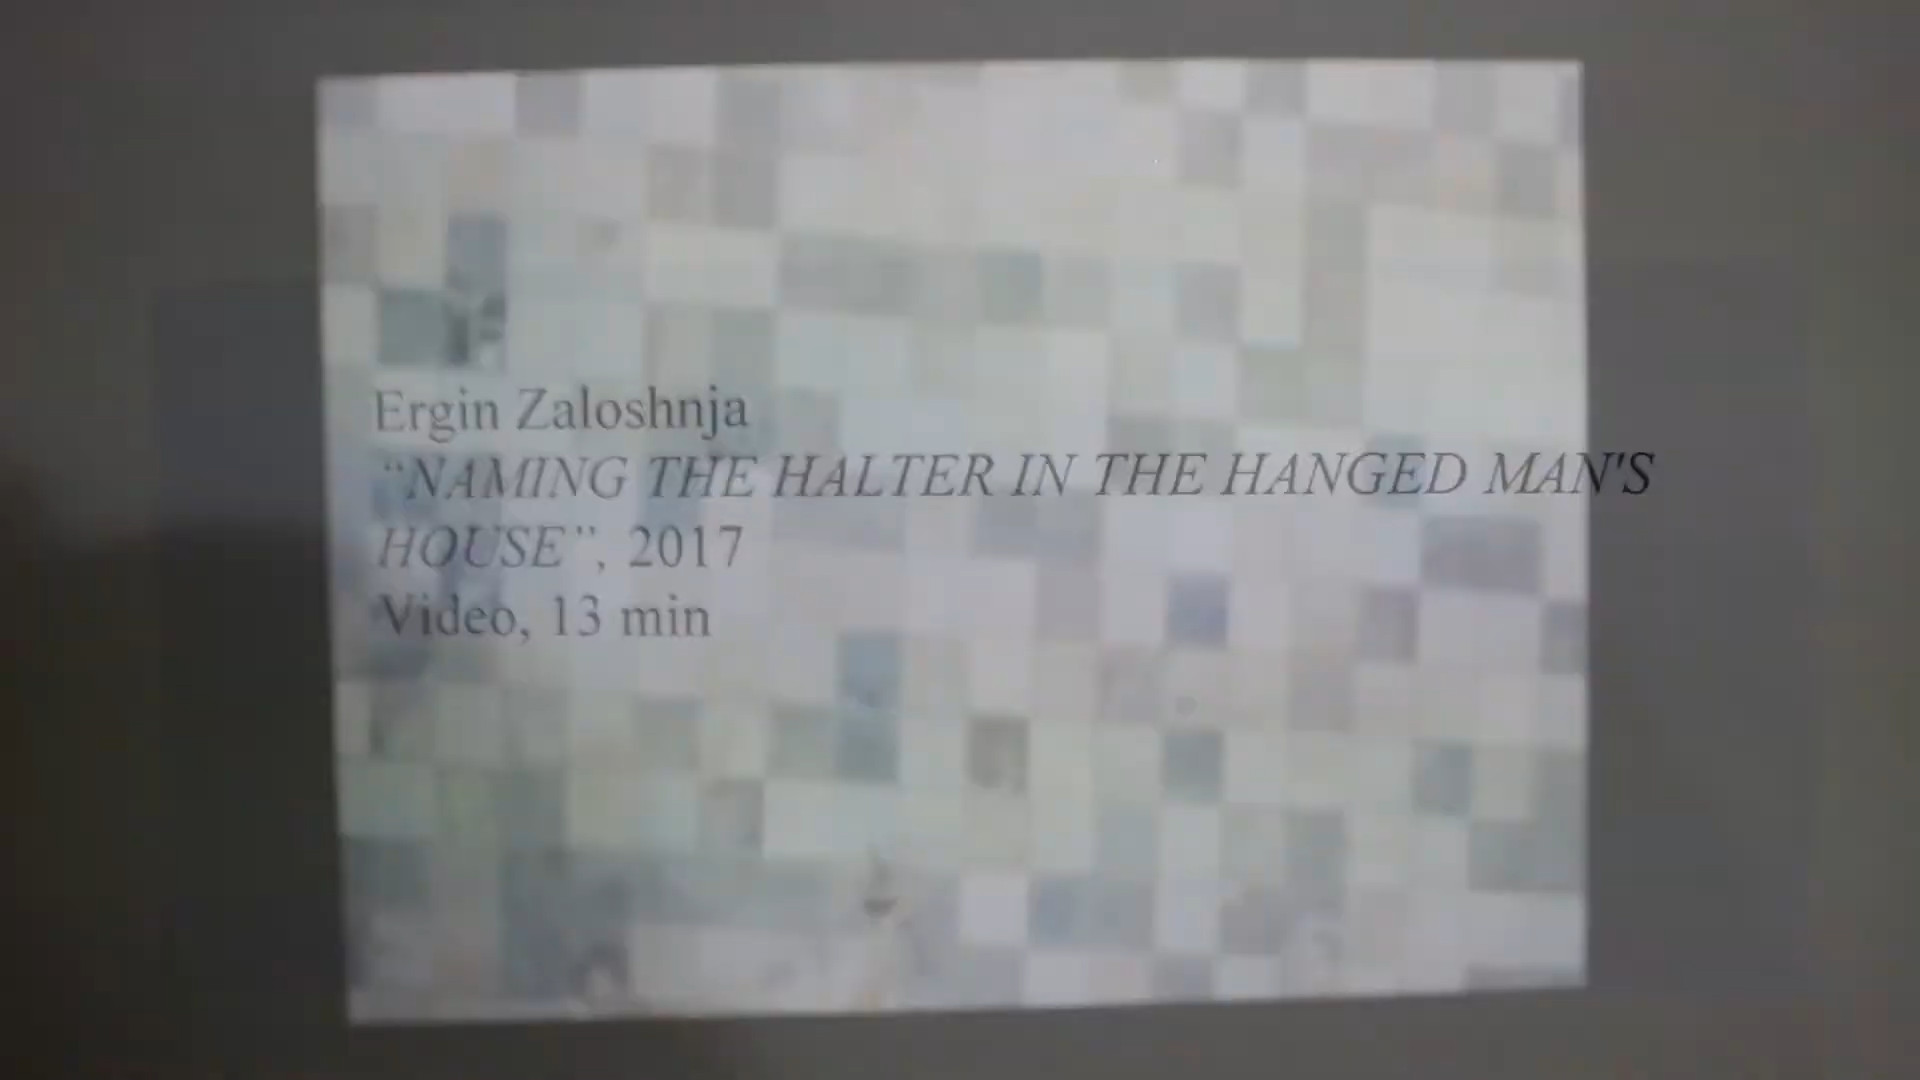 Ergin Zaloshnja
“NAMING THE HALTER IN THE HANGED MAN'S
HOUSE”, 2017
Video, 13 min